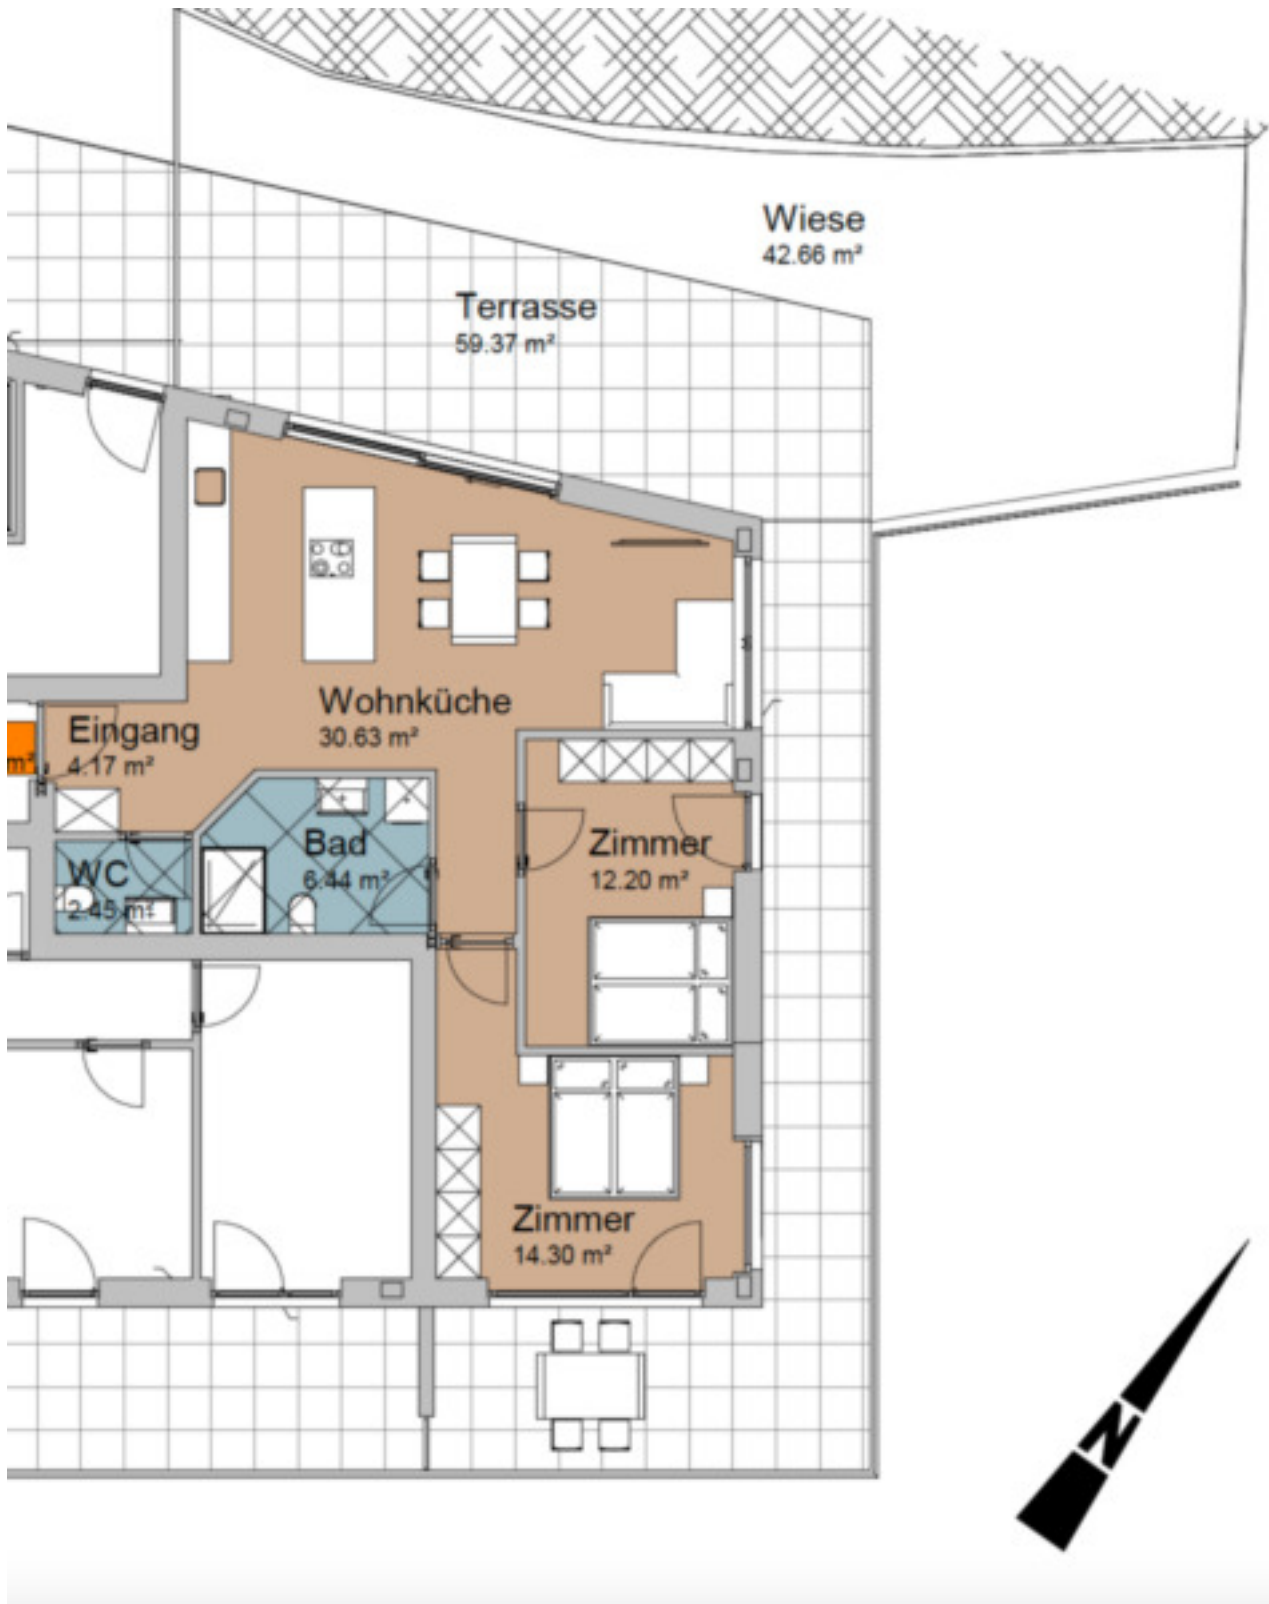 Wiese
42.66 m²
Terrasse
59.37 m²
Wohnküche
30.63 m²
Eingang
4.17 m²
m²
Bad
6.44 m²
Zimmer
12.20 m²
WC
2.45 m²
Zimmer
14.30 m²
N